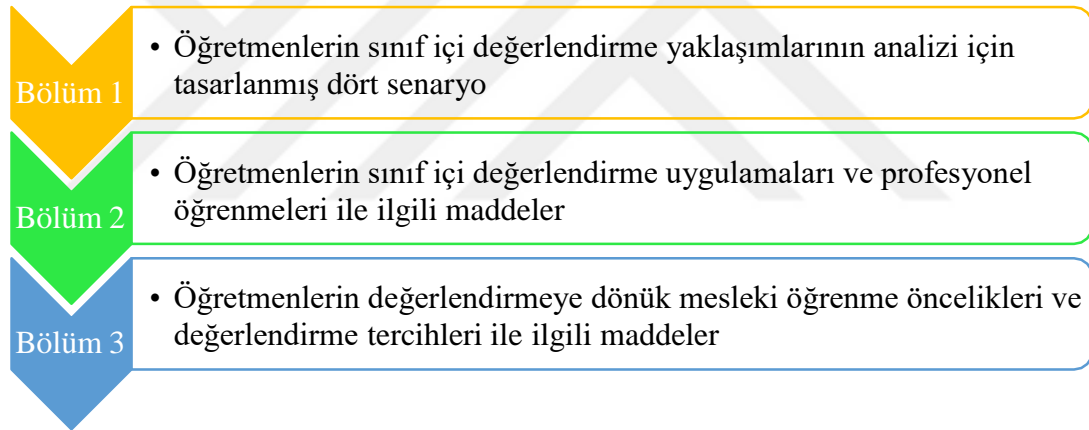 Bölüm 1
• Öğretmenlerin sınıf içi değerlendirme yaklaşımlarının analizi için
tasarlanmış dört senaryo
Bölüm 2
• Öğretmenlerin sınıf içi değerlendirme uygulamaları ve profesyonel
öğrenmeleri ile ilgili maddeler
Bölüm 3
• Öğretmenlerin değerlendirmeye dönük mesleki öğrenme öncelikleri ve
değerlendirme tercihleri ile ilgili maddeler